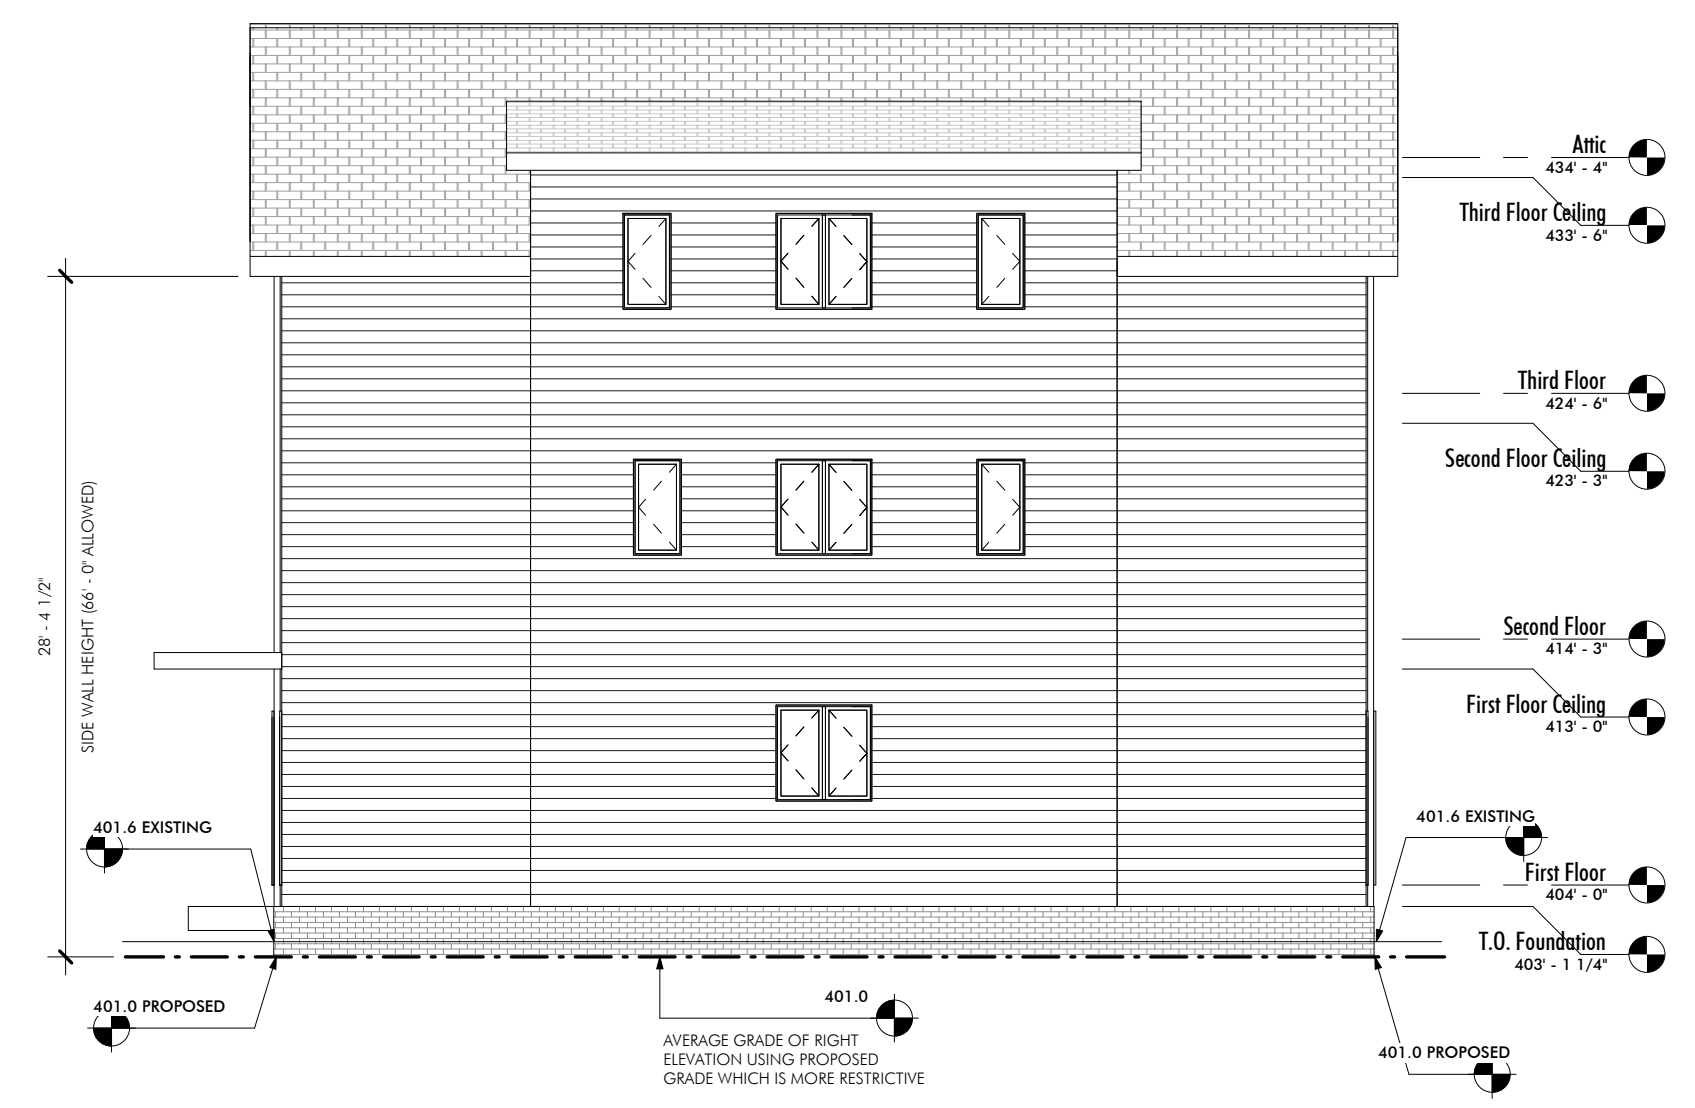 Attic
434' - 4"
Third Floor Ceiling
433' - 6"
Third Floor
424' - 6"
Second Floor Ceiling
423' - 3"
Second Floor
414' - 3"
First Floor Ceiling
413' - 0"
28' - 4 1/2"
SIDE WALL HEIGHT (66' - 0" ALLOWED)
401.6 EXISTING
401.6 EXISTING
First Floor
404' - 0"
T.O. Foundation
403' - 1 1/4"
401.0 PROPOSED
401.0
AVERAGE GRADE OF RIGHT
ELEVATION USING PROPOSED
GRADE WHICH IS MORE RESTRICTIVE
401.0 PROPOSED